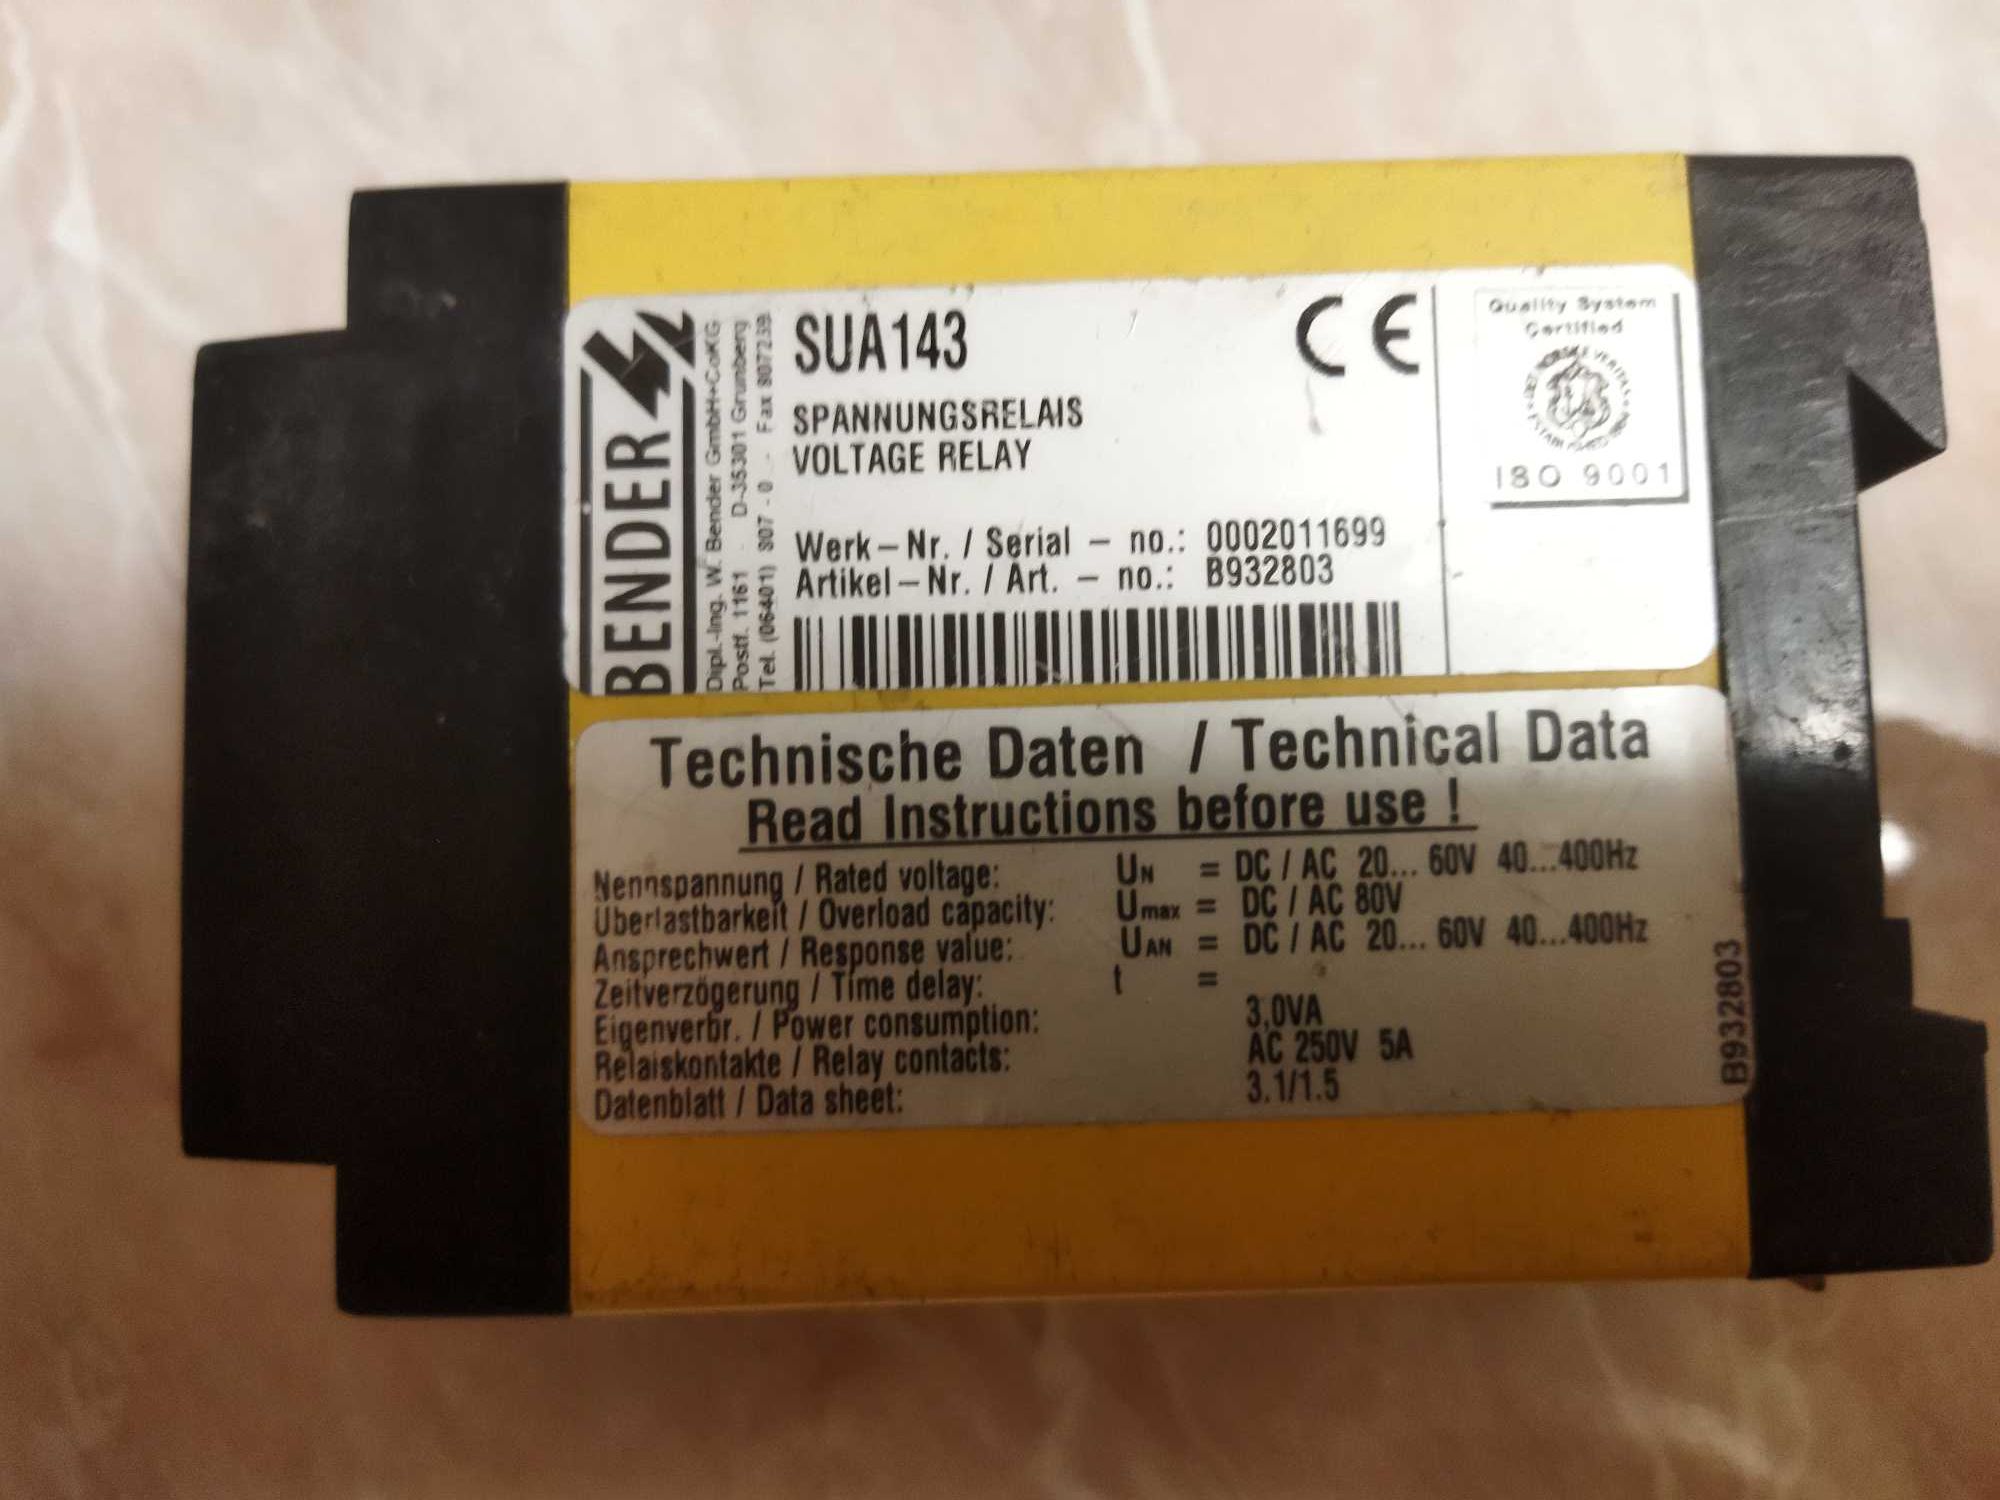 BENDER
Dipl.-Ing. W. Bender GmbH+CoKG
Postf. 1161 - D-35301 Grünberg
Tel. (06401) 807 - 0 - Fax 807259
SUA143
SPANNUNGSRELAIS
VOLTAGE RELAY
Werk-Nr. / Serial - no.: 0002011699
Artikel-Nr. / Art. - no.: B932803
CE
Quality System
Certified
DET NORSKE VERITAS
ESTABLISHED
ISO 9001
Technische Daten / Technical Data
Read Instructions before use !
Nennspannung / Rated voltage: UN = DC / AC 20... 60V 40...400Hz
Überlastbarkeit / Overload capacity: Umax = DC / AC 80V
Ansprechwert / Response value: UAN = DC / AC 20... 60V 40...400Hz
Zeitverzögerung / Time delay: t =
Eigenverbr. / Power consumption: 3,0VA
Relaiskontakte / Relay contacts: AC 250V 5A
Datenblatt / Data sheet: 3.1/1.5
B932803